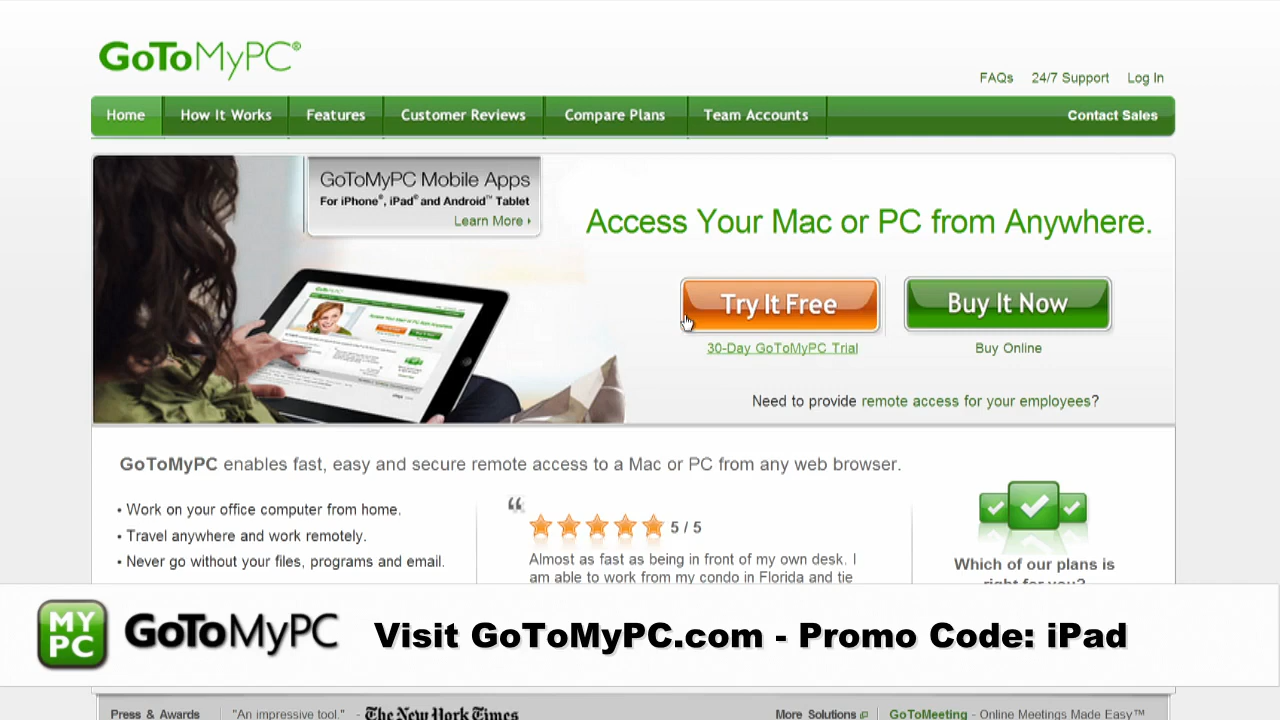 GoToMyPC®
FAQs 24/7 Support Log In
Home How It Works Features Customer Reviews Compare Plans Team Accounts Contact Sales
GoToMyPC Mobile Apps
For iPhone®, iPad® and Android™ Tablet
Learn More
Access Your Mac or PC from Anywhere.
Try It Free Buy It Now
30-Day GoToMyPC Trial Buy Online
Need to provide remote access for your employees?
GoToMyPC enables fast, easy and secure remote access to a Mac or PC from any web browser.
• Work on your office computer from home.
• Travel anywhere and work remotely.
• Never go without your files, programs and email.
“
5 / 5
Almost as fast as being in front of my own desk. I
am able to work from my condo in Florida and tie
Which of our plans is
right for you?
MY
PC
GoToMyPC Visit GoToMyPC.com - Promo Code: iPad
Press & Awards "An impressive tool." - The New York Times More Solutions GoToMeeting - Online Meetings Made Easy™